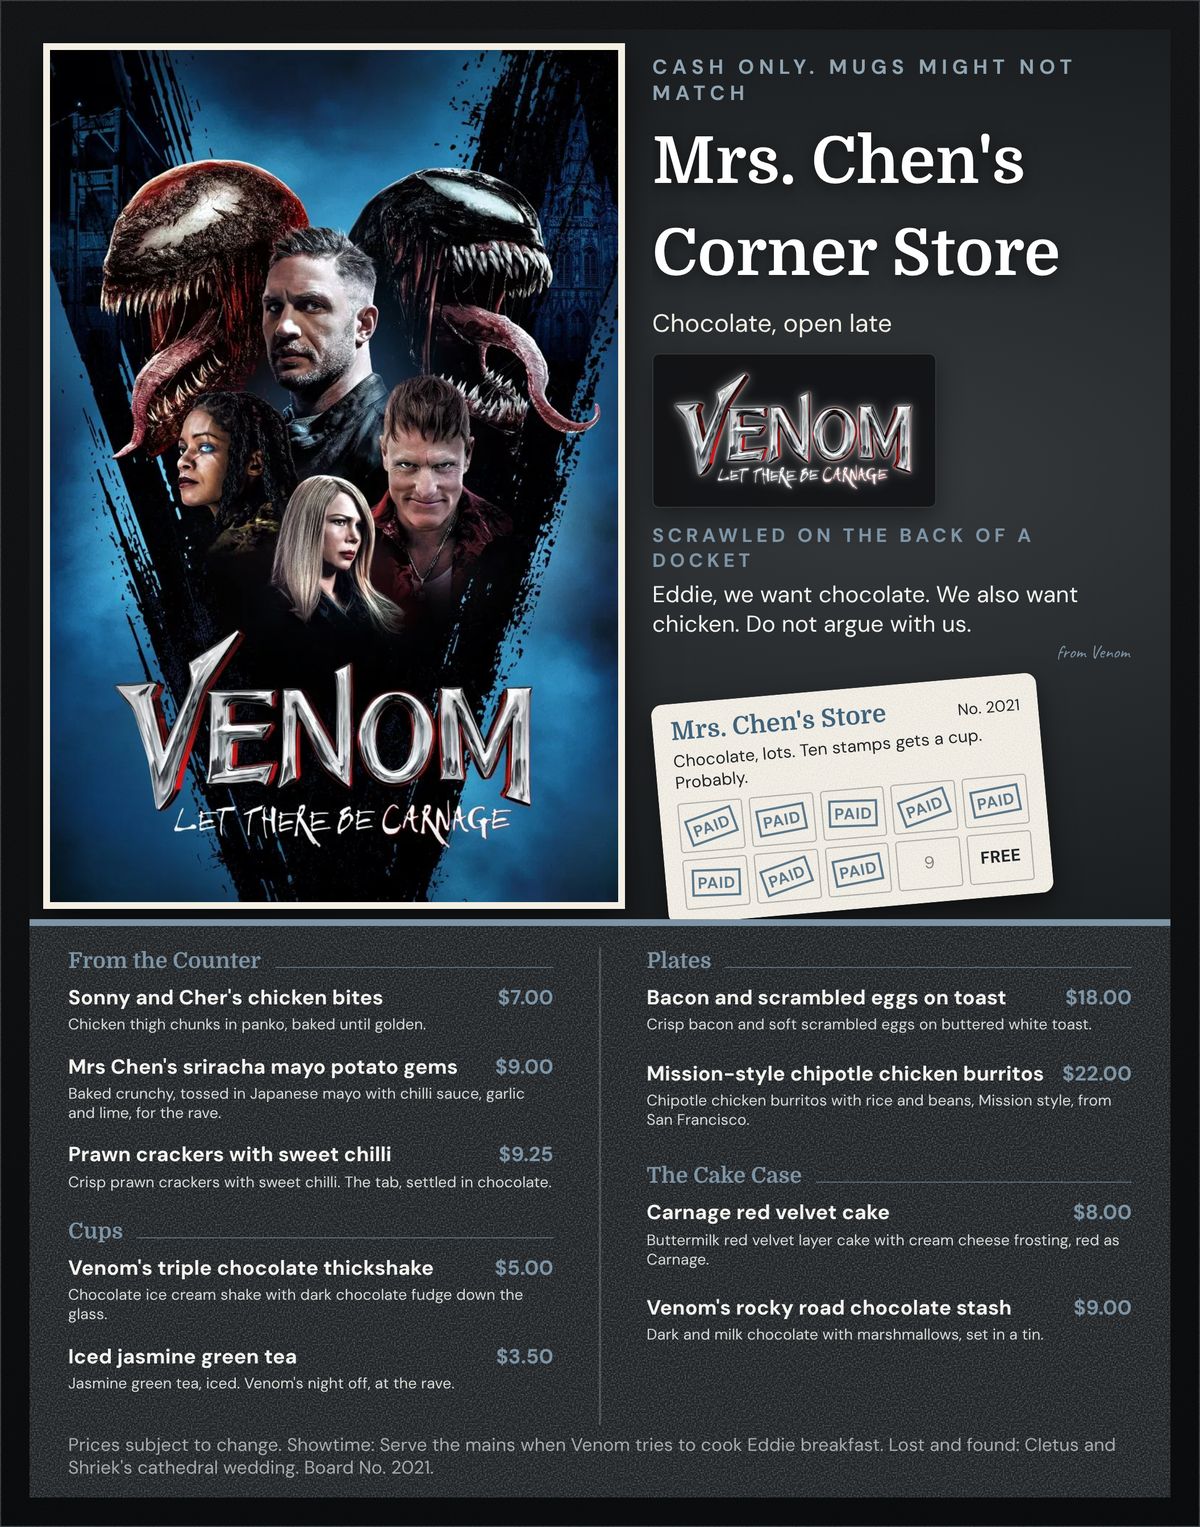 VENOM
LET THERE BE CARNAGE
CASH ONLY. MUGS MIGHT NOT
MATCH
Mrs. Chen's
Corner Store
Chocolate, open late
VENOM
LET THERE BE CARNAGE
SCRAWLED ON THE BACK OF A
DOCKET
Eddie, we want chocolate. We also want
chicken. Do not argue with us.
from Venom
Mrs. Chen's Store No. 2021
Chocolate, lots. Ten stamps gets a cup.
Probably.
PAID PAID PAID PAID PAID
PAID PAID PAID 9 FREE
From the Counter
Sonny and Cher's chicken bites $7.00
Chicken thigh chunks in panko, baked until golden.
Mrs Chen's sriracha mayo potato gems $9.00
Baked crunchy, tossed in Japanese mayo with chilli sauce, garlic
and lime, for the rave.
Prawn crackers with sweet chilli $9.25
Crisp prawn crackers with sweet chilli. The tab, settled in chocolate.
Cups
Venom's triple chocolate thickshake $5.00
Chocolate ice cream shake with dark chocolate fudge down the
glass.
Iced jasmine green tea $3.50
Jasmine green tea, iced. Venom's night off, at the rave.
Plates
Bacon and scrambled eggs on toast $18.00
Crisp bacon and soft scrambled eggs on buttered white toast.
Mission-style chipotle chicken burritos $22.00
Chipotle chicken burritos with rice and beans, Mission style, from
San Francisco.
The Cake Case
Carnage red velvet cake $8.00
Buttermilk red velvet layer cake with cream cheese frosting, red as
Carnage.
Venom's rocky road chocolate stash $9.00
Dark and milk chocolate with marshmallows, set in a tin.
Prices subject to change. Showtime: Serve the mains when Venom tries to cook Eddie breakfast. Lost and found: Cletus and
Shriek's cathedral wedding. Board No. 2021.